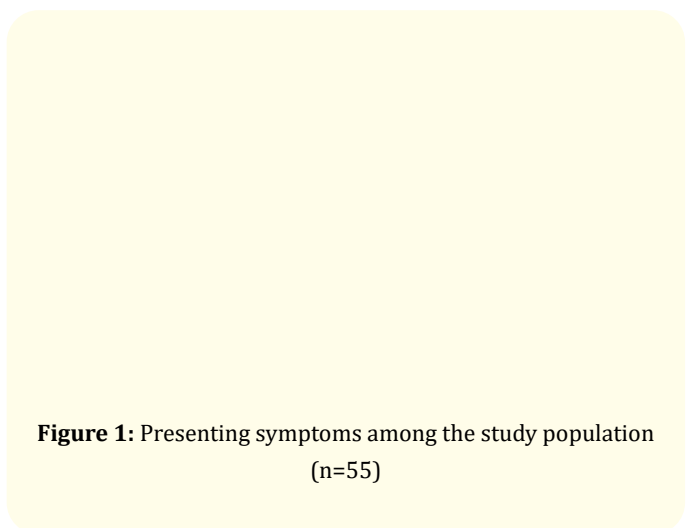 Figure 1: Presenting symptoms among the study population
(n=55)